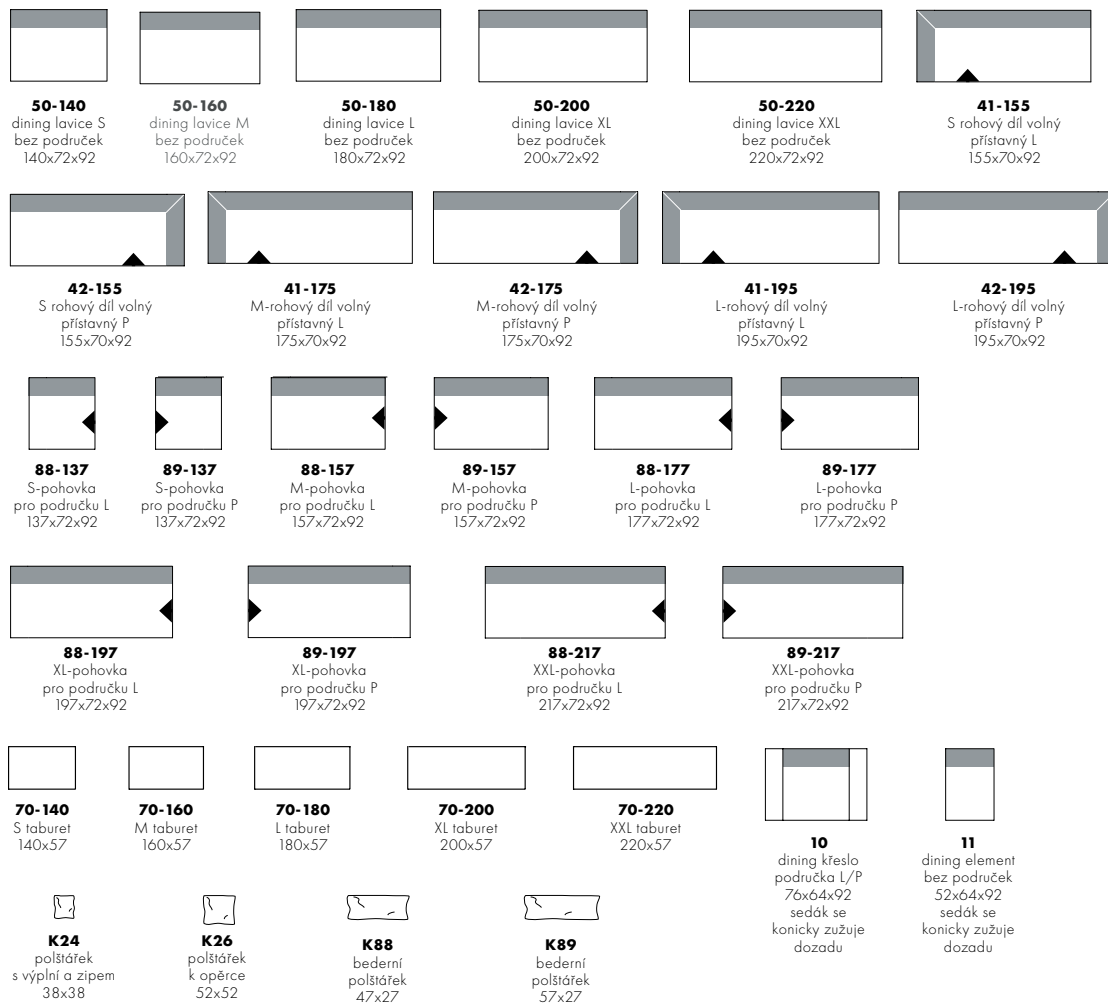 50-140
dining lavice S
bez područek
140x72x92
50-160
dining lavice M
bez područek
160x72x92
50-180
dining lavice L
bez područek
180x72x92
50-200
dining lavice XL
bez područek
200x72x92
50-220
dining lavice XXL
bez područek
220x72x92
41-155
S rohový díl volný
přístavný L
155x70x92
42-155
S rohový díl volný
přístavný P
155x70x92
41-175
M-rohový díl volný
přístavný L
175x70x92
42-175
M-rohový díl volný
přístavný P
175x70x92
41-195
L-rohový díl volný
přístavný L
195x70x92
42-195
L-rohový díl volný
přístavný P
195x70x92
88-137
S-pohovka
pro područku L
137x72x92
89-137
S-pohovka
pro područku P
137x72x92
88-157
M-pohovka
pro područku L
157x72x92
89-157
M-pohovka
pro područku P
157x72x92
88-177
L-pohovka
pro područku L
177x72x92
89-177
L-pohovka
pro područku P
177x72x92
88-197
XL-pohovka
pro područku L
197x72x92
89-197
XL-pohovka
pro područku P
197x72x92
88-217
XXL-pohovka
pro područku L
217x72x92
89-217
XXL-pohovka
pro područku P
217x72x92
70-140
S taburet
140x57
70-160
M taburet
160x57
70-180
L taburet
180x57
70-200
XL taburet
200x57
70-220
XXL taburet
220x57
10
dining křeslo
područka L/P
76x64x92
sedák se
konicky zužuje
dozadu
11
dining element
bez područek
52x64x92
sedák se
konicky zužuje
dozadu
K24
polštářek
s výplní a zipem
38x38
K26
polštářek
k opěrce
52x52
K88
bederní
polštářek
47x27
K89
bederní
polštářek
57x27